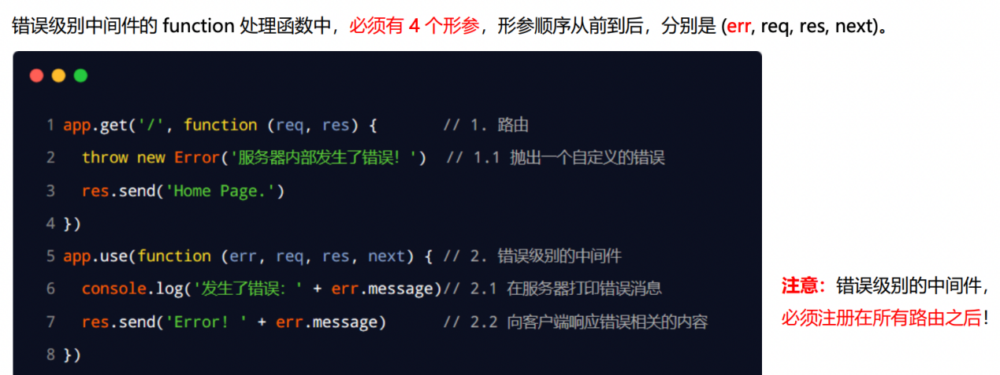 错误级别中间件的 function 处理函数中，必须有 4 个形参，形参顺序从前到后，分别是 (err, req, res, next)。
1 app.get('/', function (req, res) { // 1. 路由
2 throw new Error('服务器内部发生了错误！') // 1.1 抛出一个自定义的错误
3 res.send('Home Page.')
4 })
5 app.use(function (err, req, res, next) { // 2. 错误级别的中间件
6 console.log('发生了错误：' + err.message)// 2.1 在服务器打印错误消息
7 res.send('Error! ' + err.message) // 2.2 向客户端响应错误相关的内容
8 })
注意：错误级别的中间件，
必须注册在所有路由之后！